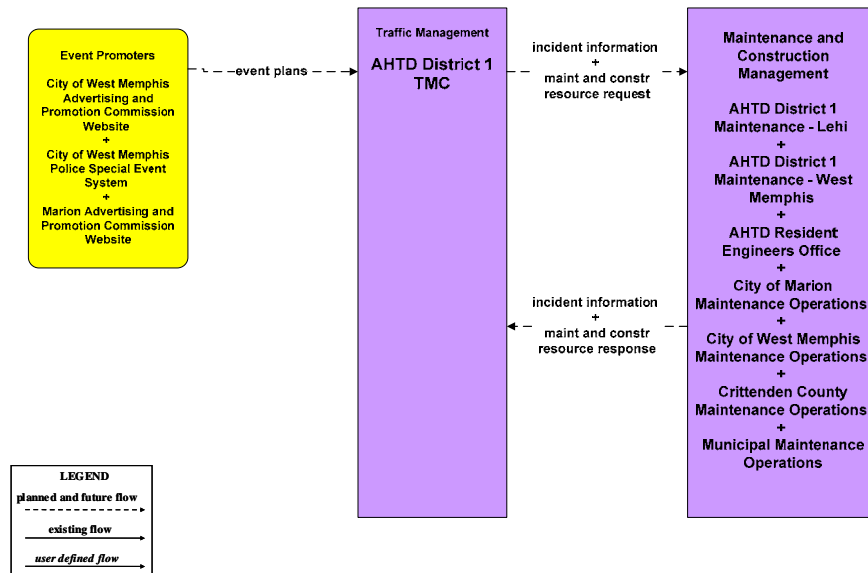 Event Promoters
City of West Memphis
Advertising and
Promotion Commission
Website
+
City of West Memphis
Police Special Event
System
+
Marion Advertising and
Promotion Commission
Website
event plans
Traffic Management
AHTD District 1
TMC
incident information
+
maint and constr
resource request
incident information
+
maint and constr
resource response
Maintenance and
Construction
Management
AHTD District 1
Maintenance - Lehi
+
AHTD District 1
Maintenance - West
Memphis
+
AHTD Resident
Engineers Office
+
City of Marion
Maintenance Operations
+
City of West Memphis
Maintenance Operations
+
Crittenden County
Maintenance Operations
+
Municipal Maintenance
Operations
LEGEND
planned and future flow
existing flow
user defined flow